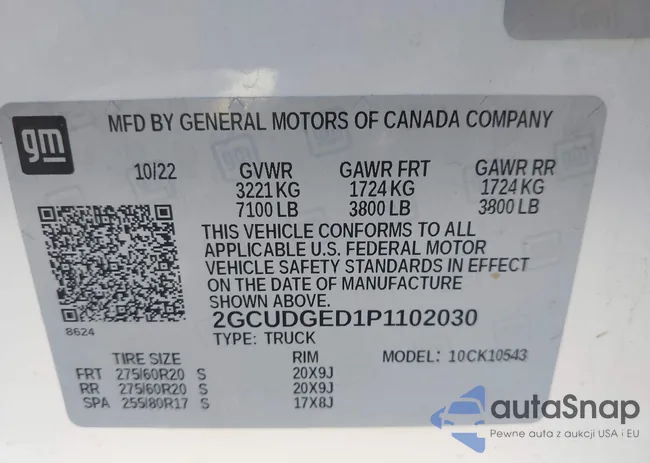 gm
MFD BY GENERAL MOTORS OF CANADA COMPANY
10/22 GVWR GAWR FRT GAWR RR
3221 KG 1724 KG 1724 KG
7100 LB 3800 LB 3800 LB
THIS VEHICLE CONFORMS TO ALL
APPLICABLE U.S. FEDERAL MOTOR
VEHICLE SAFETY STANDARDS IN EFFECT
ON THE DATE OF MANUFACTURE
SHOWN ABOVE.
8624
2GCUDGED1P1102030
TYPE: TRUCK
MODEL: 10CK10543
TIRE SIZE RIM
FRT 275/60R20 S 20X9J
RR 275/60R20 S 20X9J
SPA 255/80R17 S 17X8J
autaSnap
Pewne auta z aukcji USA i EU